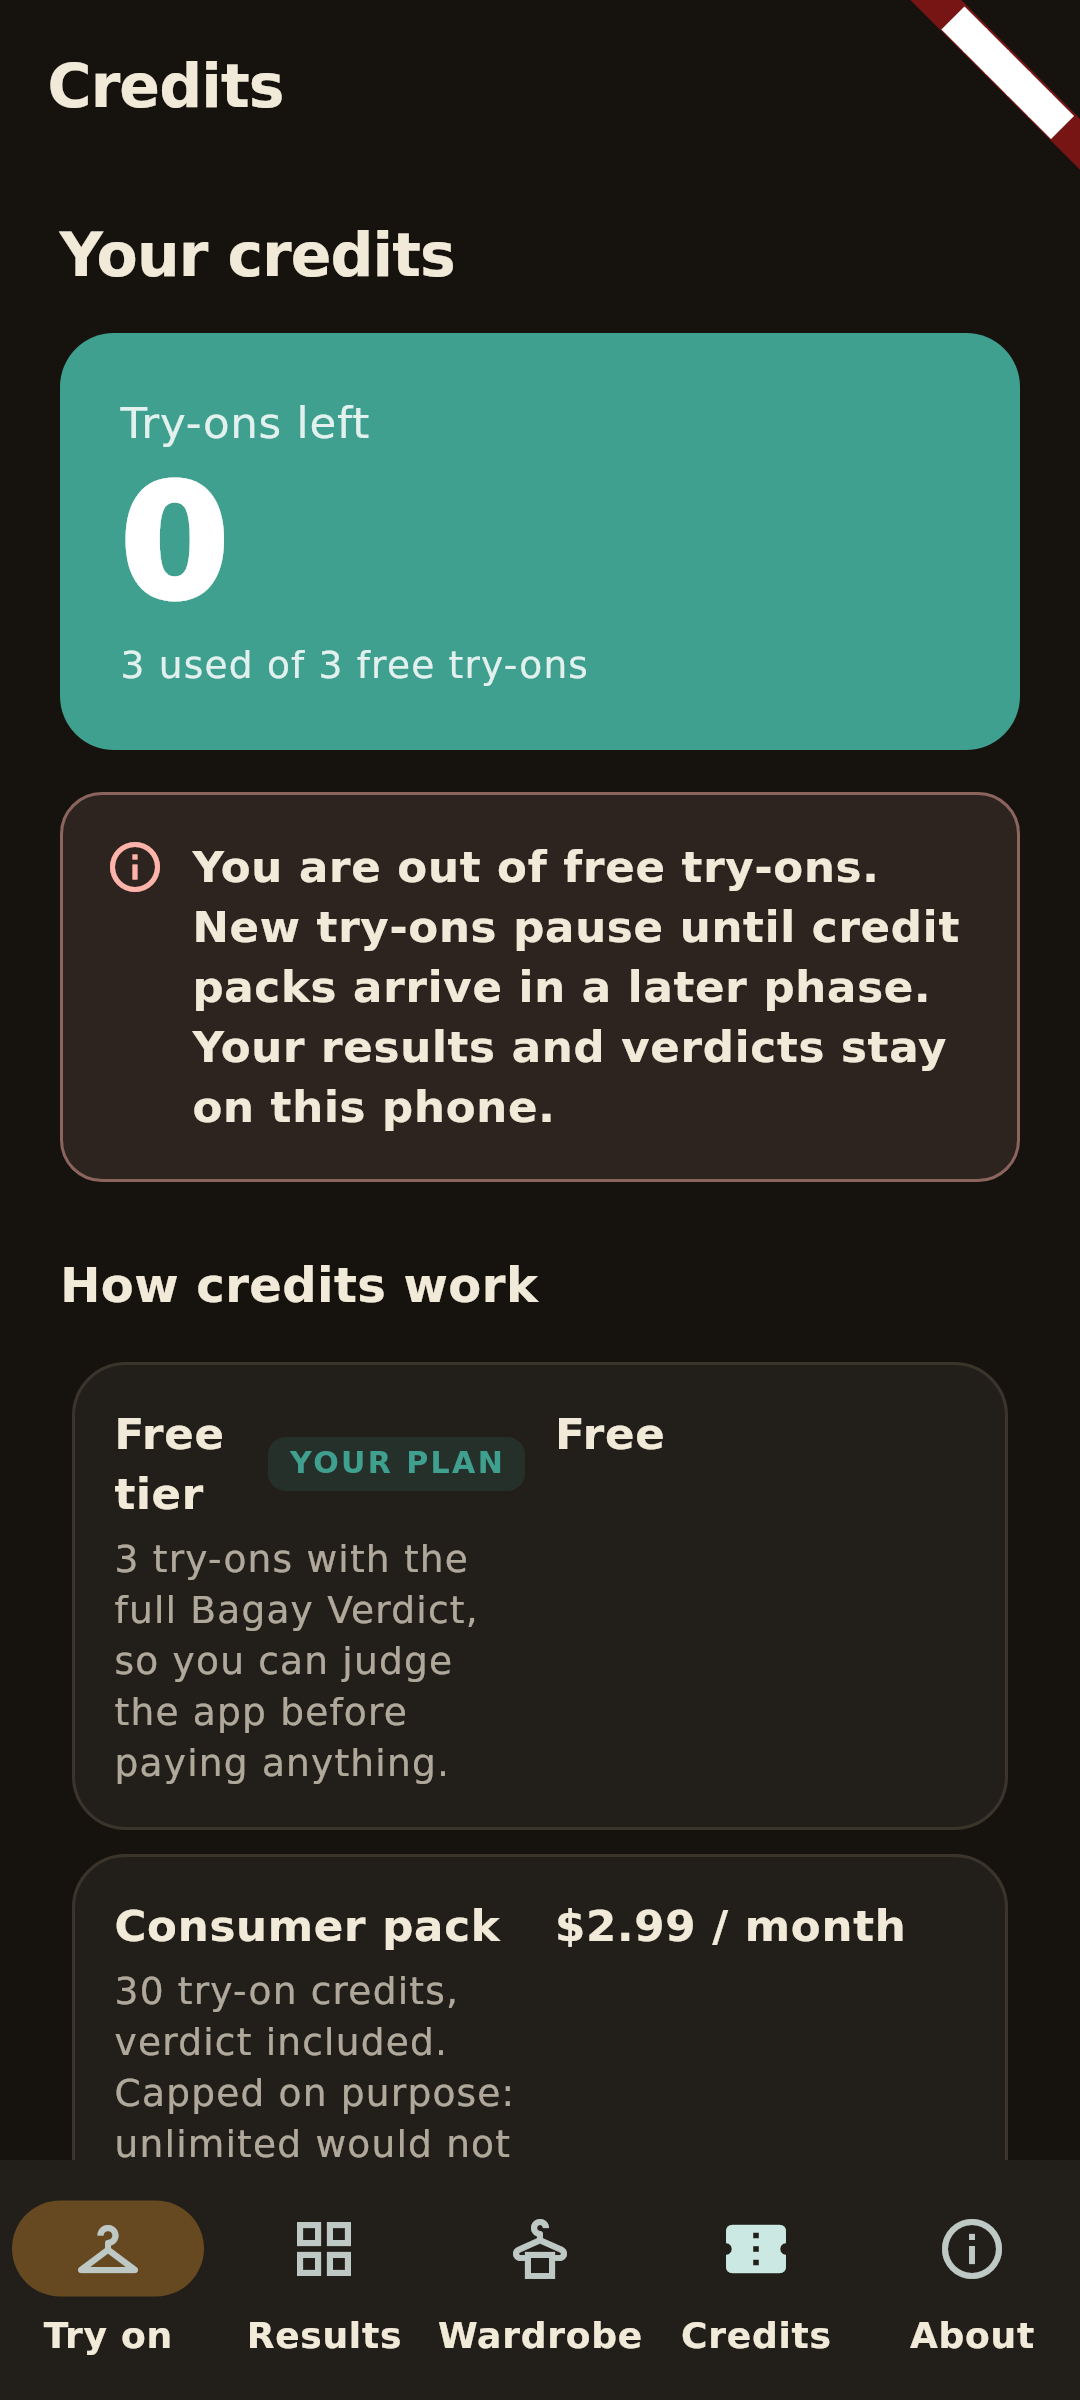 Credits
Your credits
Try-ons left
0
3 used of 3 free try-ons
You are out of free try-ons.
New try-ons pause until credit
packs arrive in a later phase.
Your results and verdicts stay
on this phone.
How credits work
Free tier YOUR PLAN Free
3 try-ons with the
full Bagay Verdict,
so you can judge
the app before
paying anything.
Consumer pack $2.99 / month
30 try-on credits,
verdict included.
Capped on purpose:
unlimited would not
Try on Results Wardrobe Credits About